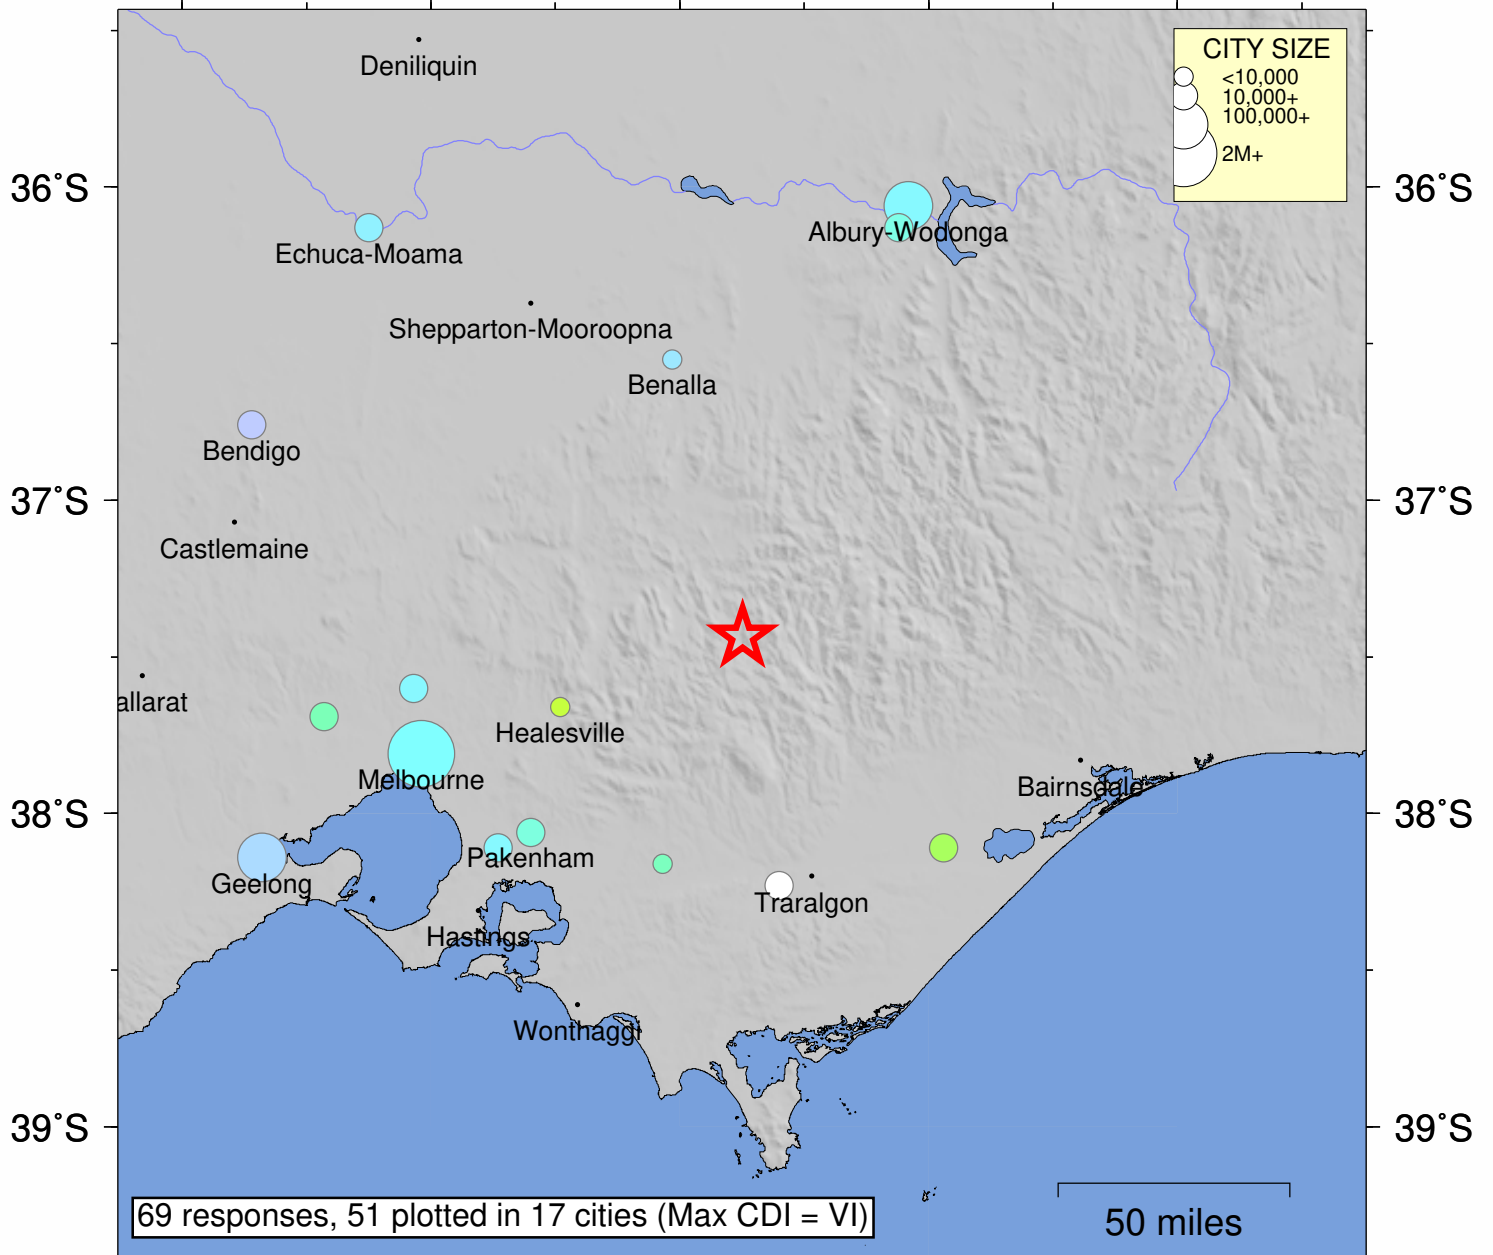 Deniliquin
CITY SIZE
<10,000
10,000+
100,000+
2M+
36°S
36°S
Albury-Wodonga
Echuca-Moama
Shepparton-Mooroopna
Benalla
Bendigo
37°S
37°S
Castlemaine
allarat
Healesville
Melbourne
Bairnsdale
38°S
38°S
Pakenham
Geelong
Traralgon
Hastings
Wonthaggi
39°S
39°S
69 responses, 51 plotted in 17 cities (Max CDI = VI)
50 miles